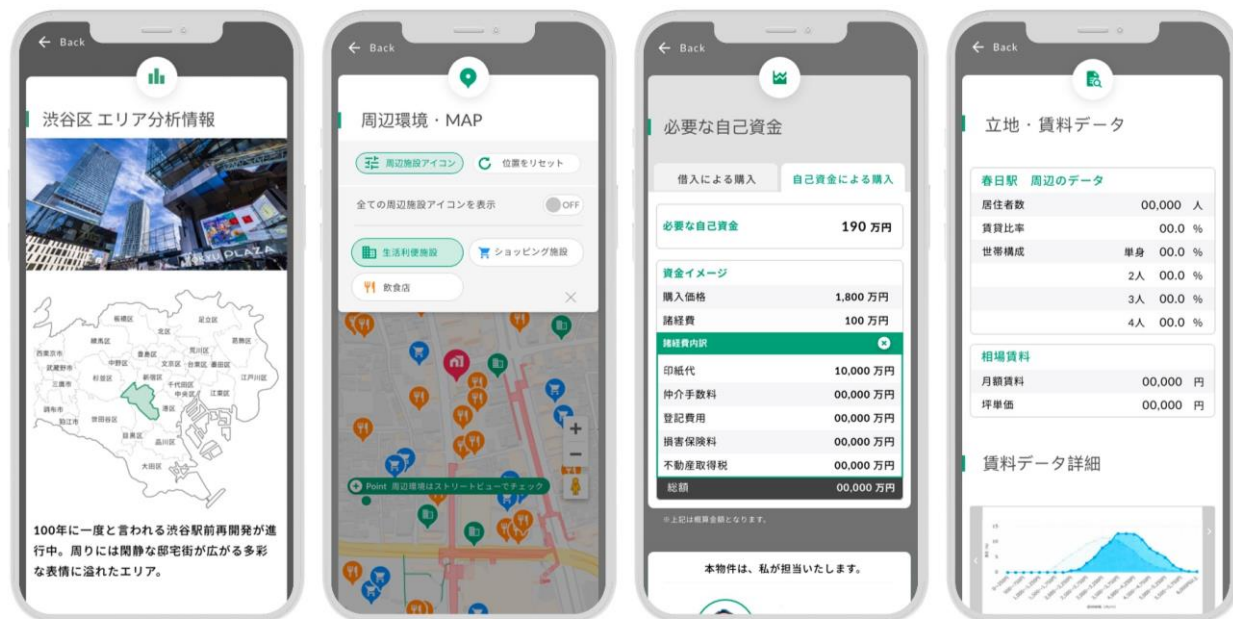 ← Back
渋谷区 エリア分析情報
TOKYU PLAZA
板橋区
足立区
北区
練馬区
葛飾区
荒川区
豊島区
西東京市
中野区
文京区
台東区
墨田区
武蔵野市
新宿区
江戸川区
杉並区
千代田区
三鷹市
中央区
江東区
調布市
港区
狛江市
世田谷区
目黒区
品川区
大田区
100年に一度と言われる渋谷駅前再開発が進
行中。周りには閑静な邸宅街が広がる多彩
な表情に溢れたエリア。
← Back
周辺環境・MAP
周辺施設アイコン
位置をリセット
全ての周辺施設アイコンを表示
OFF
生活利便施設
ショッピング施設
飲食店
×
+
−
Point 周辺環境はストリートビューでチェック
← Back
必要な自己資金
借入による購入
自己資金による購入
必要な自己資金 190 万円
資金イメージ
購入価格 1,800 万円
諸経費 100 万円
諸経費内訳
印紙代 10,000 万円
仲介手数料 00,000 万円
登記費用 00,000 万円
損害保険料 00,000 万円
不動産取得税 00,000 万円
総額 00,000 万円
※上記は概算金額となります。
本物件は、私が担当いたします。
← Back
立地・賃料データ
春日駅 周辺のデータ
居住者数 00,000 人
賃貸比率 00.0 %
世帯構成 単身 00.0 %
2人 00.0 %
3人 00.0 %
4人 00.0 %
相場賃料
月額賃料 00,000 円
坪単価 00,000 円
賃料データ詳細
15
10
5
0